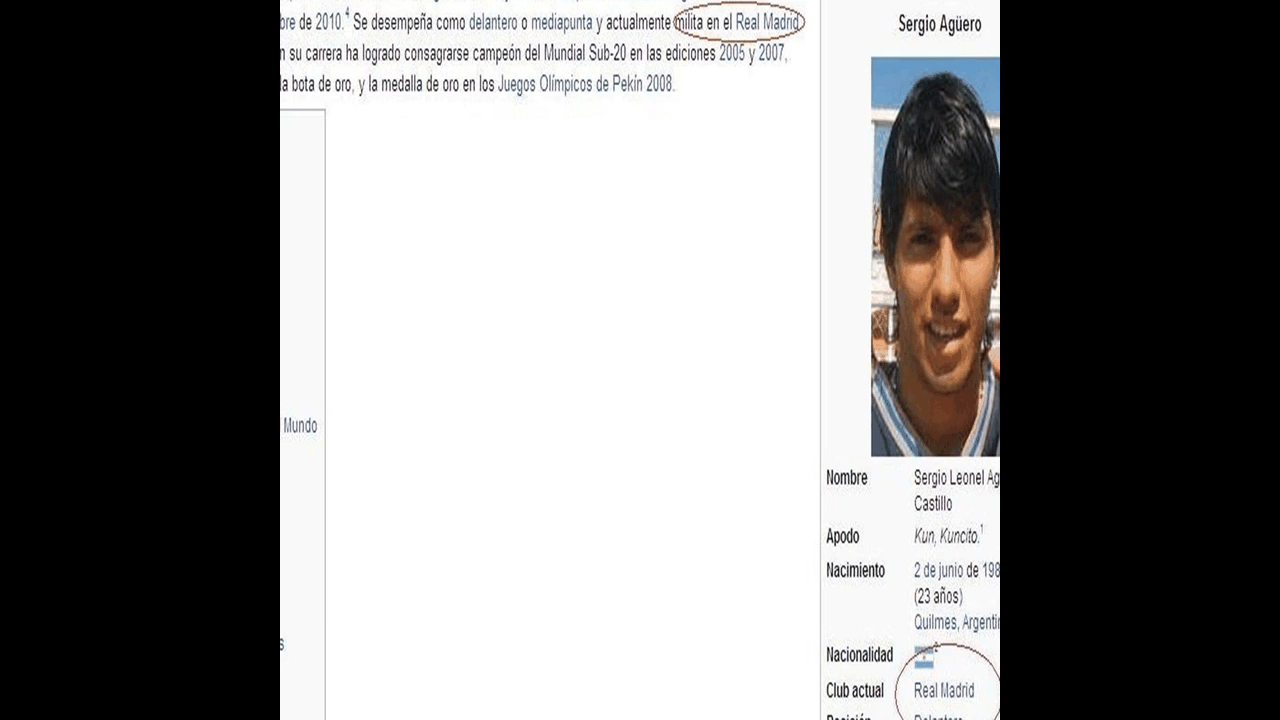 bre de 2010.4 Se desempeña como delantero o mediapunta y actualmente milita en el Real Madrid
n su carrera ha logrado consagrarse campeón del Mundial Sub-20 en las ediciones 2005 y 2007,
la bota de oro, y la medalla de oro en los Juegos Olímpicos de Pekín 2008.
Mundo
s
Sergio Agüero
Nombre Sergio Leonel Ag
Castillo
Apodo Kun, Kuncito.1
Nacimiento 2 de junio de 198
(23 años)
Quilmes, Argentin
Nacionalidad
Club actual Real Madrid
Posición Delantero